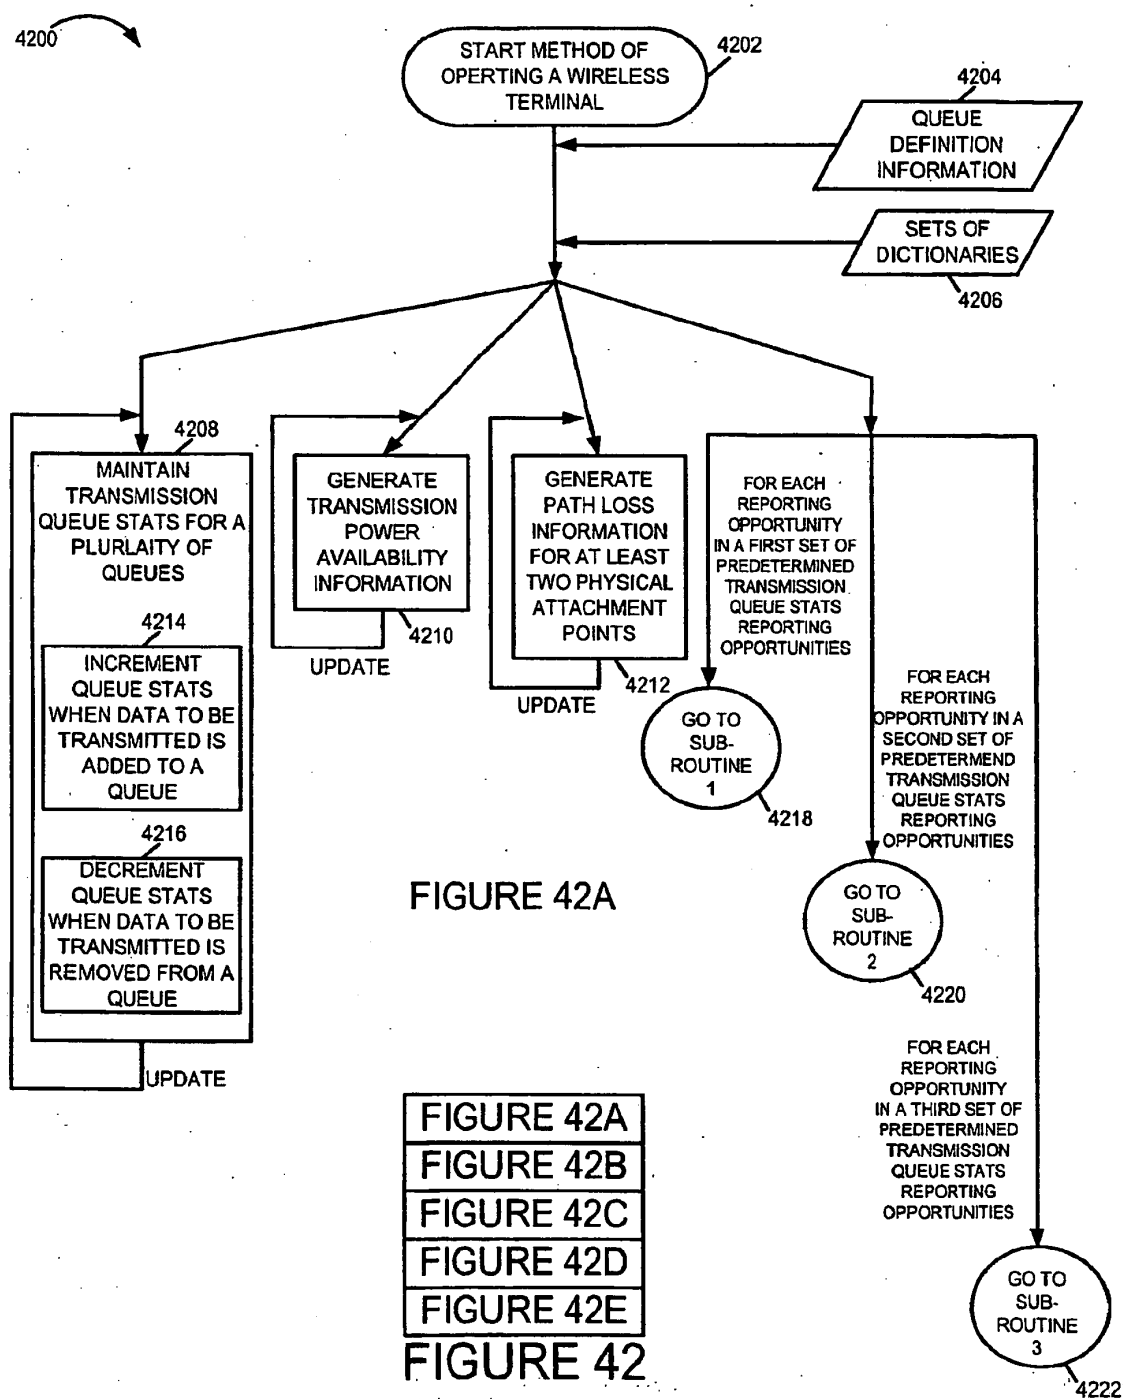 4200
START METHOD OF
OPERTING A WIRELESS
TERMINAL
4202
4204
QUEUE
DEFINITION
INFORMATION
SETS OF
DICTIONARIES
4206
4208
MAINTAIN
TRANSMISSION
QUEUE STATS FOR A
PLURLAITY OF
QUEUES
4214
INCREMENT
QUEUE STATS
WHEN DATA TO BE
TRANSMITTED IS
ADDED TO A
QUEUE
4216
DECREMENT
QUEUE STATS
WHEN DATA TO BE
TRANSMITTED IS
REMOVED FROM A
QUEUE
UPDATE
GENERATE
TRANSMISSION
POWER
AVAILABILITY
INFORMATION
4210
UPDATE
GENERATE
PATH LOSS
INFORMATION
FOR AT LEAST
TWO PHYSICAL
ATTACHMENT
POINTS
4212
UPDATE
FOR EACH
REPORTING
OPPORTUNITY
IN A FIRST SET OF
PREDETERMINED
TRANSMISSION
QUEUE STATS
REPORTING
OPPORTUNITIES
GO TO
SUB-
ROUTINE
1
4218
FOR EACH
REPORTING
OPPORTUNITY IN A
SECOND SET OF
PREDETERMEND
TRANSMISSION
QUEUE STATS
REPORTING
OPPORTUNITIES
GO TO
SUB-
ROUTINE
2
4220
FOR EACH
REPORTING
OPPORTUNITY
IN A THIRD SET OF
PREDETERMINED
TRANSMISSION
QUEUE STATS
REPORTING
OPPORTUNITIES
GO TO
SUB-
ROUTINE
3
4222
FIGURE 42A
FIGURE 42A
FIGURE 42B
FIGURE 42C
FIGURE 42D
FIGURE 42E
FIGURE 42